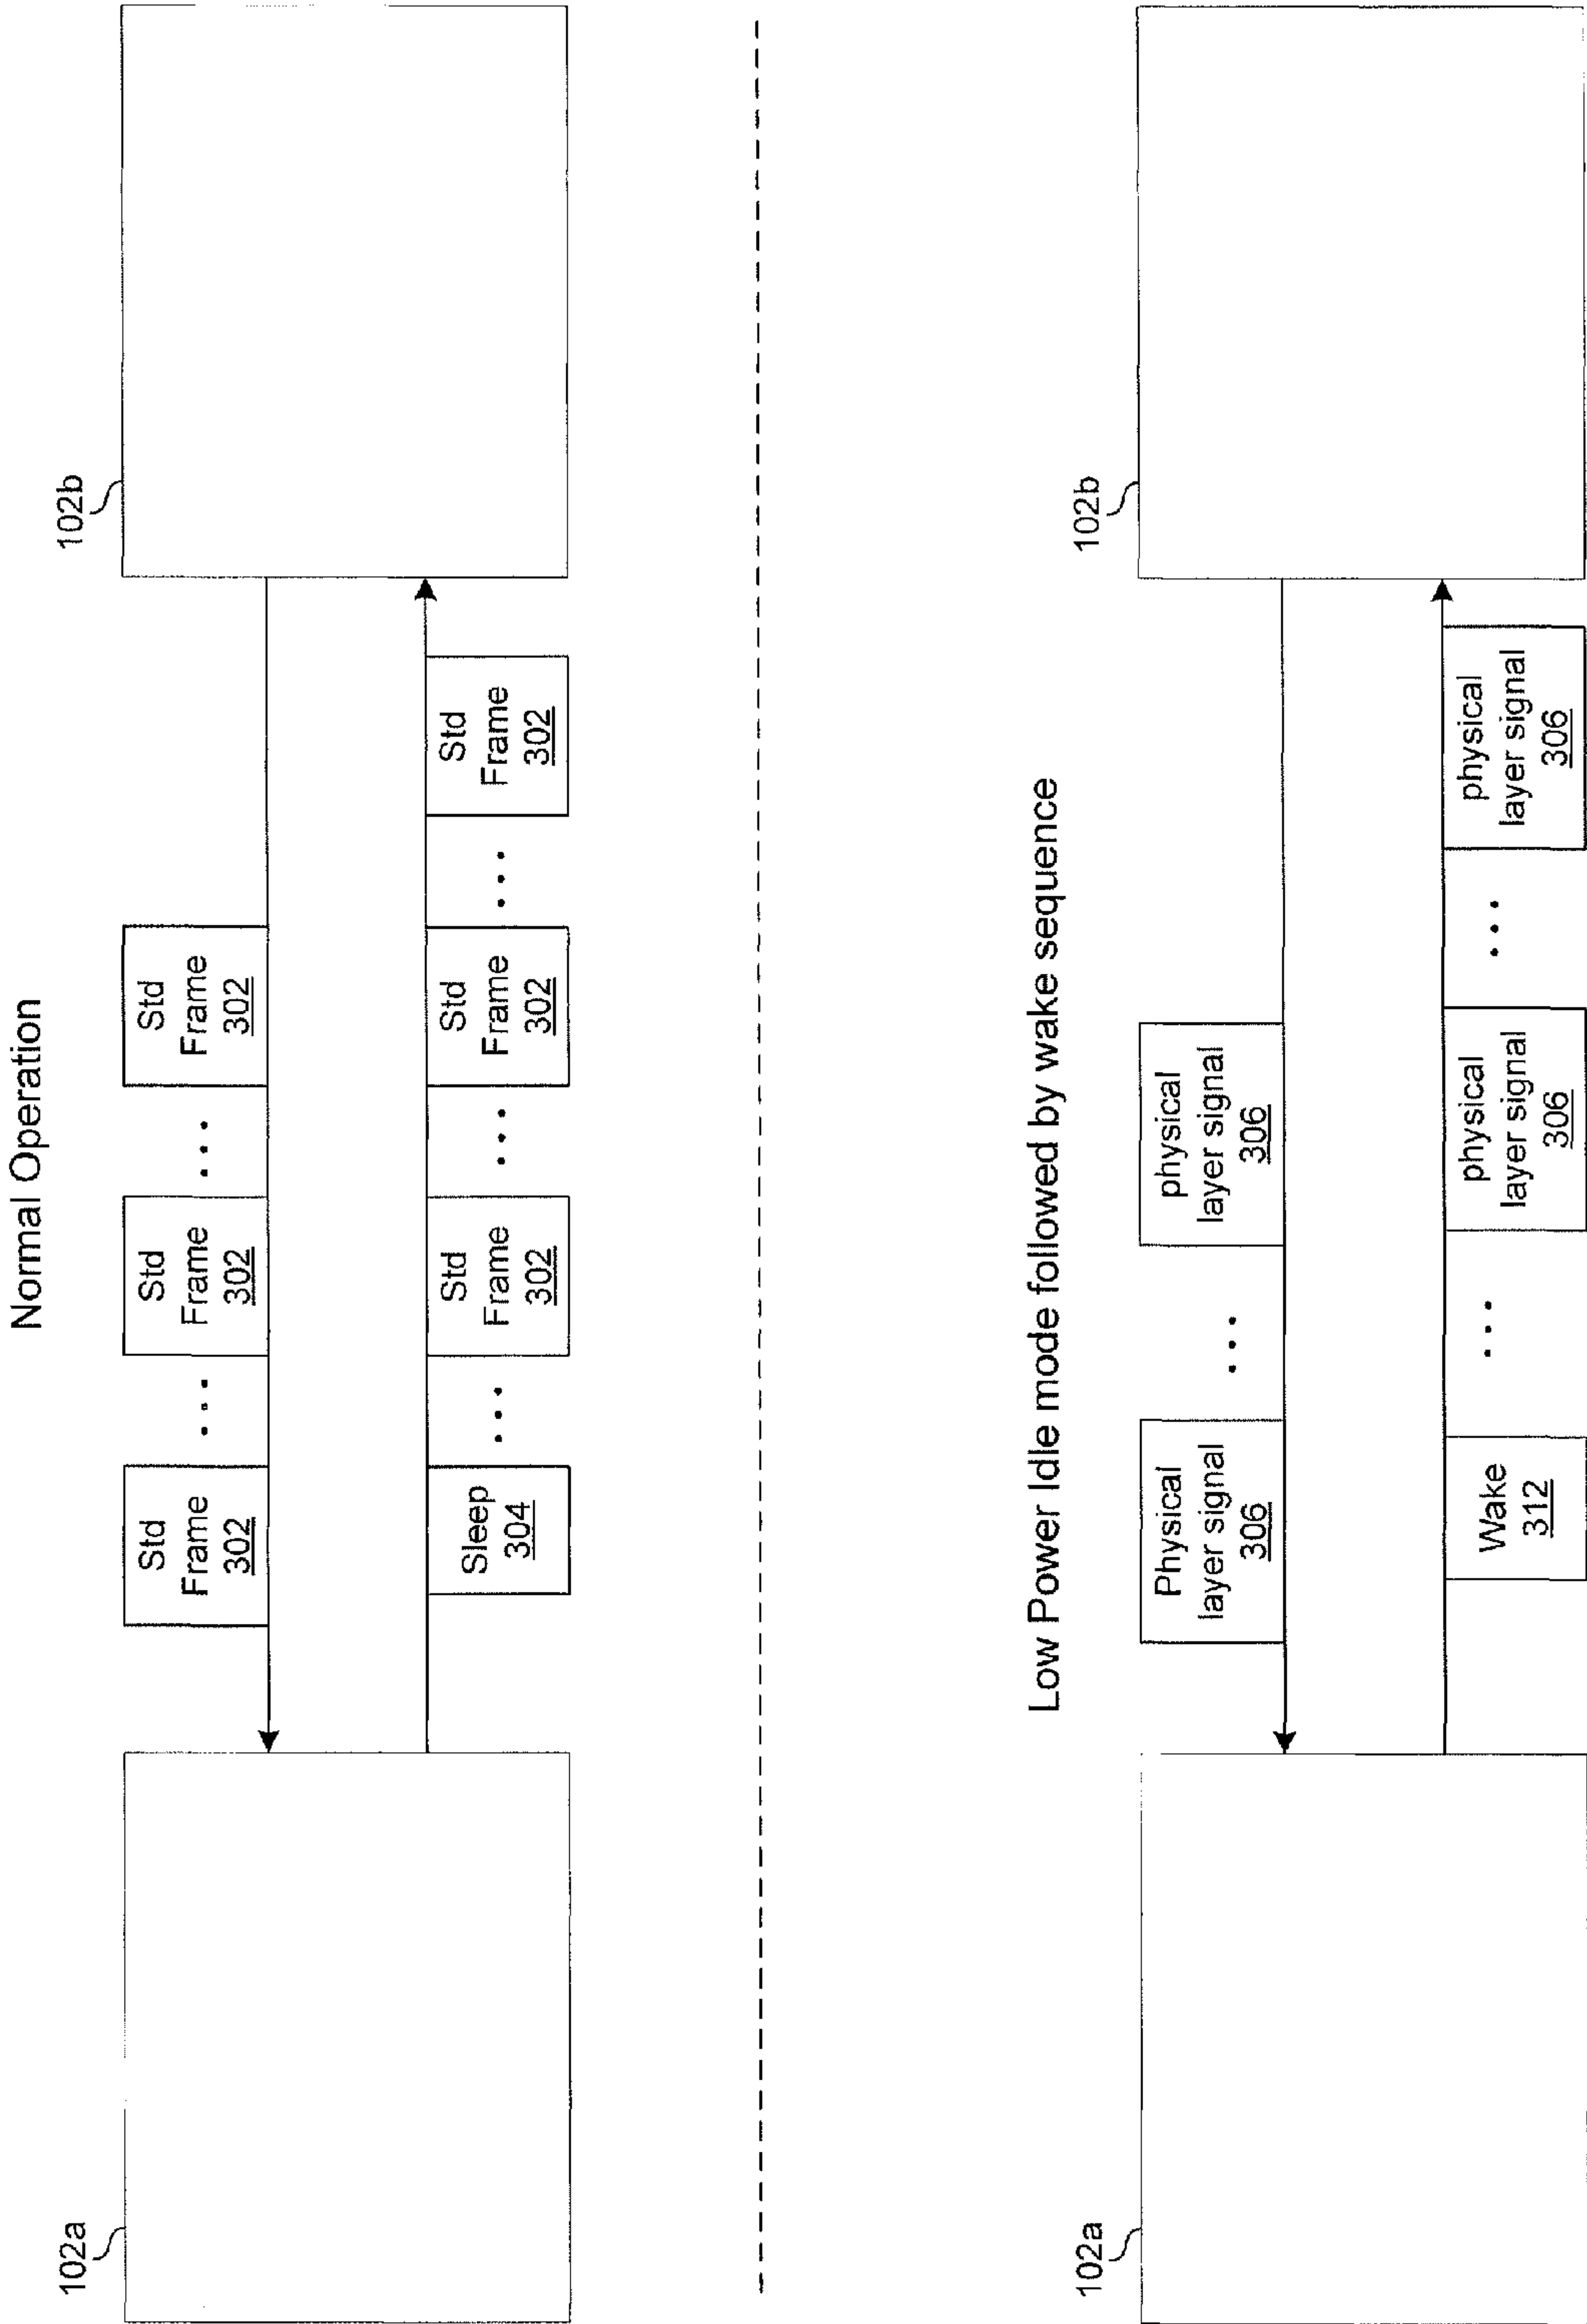 Normal Operation
102a
102b
Std
Frame
302
...
Std
Frame
302
...
Std
Frame
302
Sleep
304
...
Std
Frame
302
...
Std
Frame
302
...
Std
Frame
302
Low Power Idle mode followed by wake sequence
102a
102b
Physical
layer signal
306
...
physical
layer signal
306
Wake
312
...
physical
layer signal
306
...
physical
layer signal
306